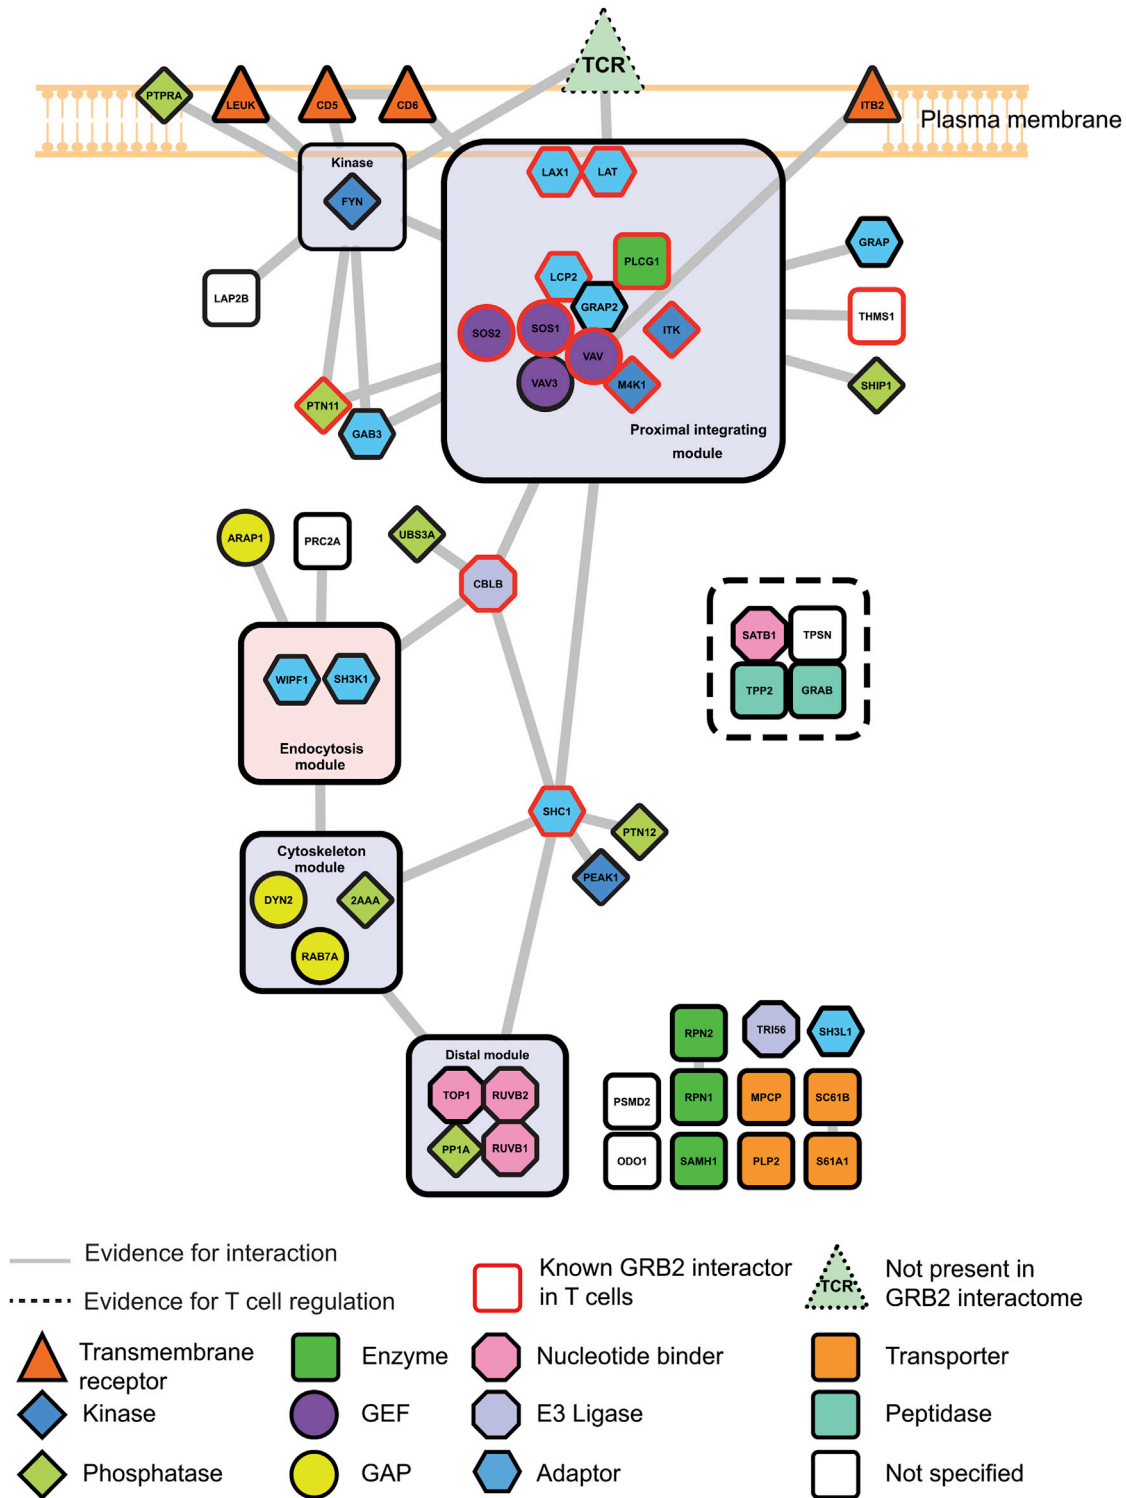 TCR
PTPRA
LEUK
CD5
CD6
ITB2
Plasma membrane
Kinase
FYN
LAX1
LAT
LAP2B
PLCG1
LCP2
GRAP2
SOS2
SOS1
VAV
ITK
VAV3
M4K1
Proximal integrating
module
GRAP
THMS1
SHIP1
PTN11
GAB3
ARAP1
PRC2A
UBS3A
CBLB
SATB1
TPSN
TPP2
GRAB
WIPF1
SH3K1
Endocytosis
module
SHC1
PTN12
PEAK1
Cytoskeleton
module
DYN2
2AAA
RAB7A
Distal module
TOP1
RUVB2
PP1A
RUVB1
RPN2
TRI56
SH3L1
PSMD2
RPN1
MPCP
SC61B
ODO1
SAMH1
PLP2
S61A1
Evidence for interaction
Evidence for T cell regulation
Known GRB2 interactor
in T cells
TCR
Not present in
GRB2 interactome
Transmembrane
receptor
Enzyme
Nucleotide binder
Transporter
Kinase
GEF
E3 Ligase
Peptidase
Phosphatase
GAP
Adaptor
Not specified